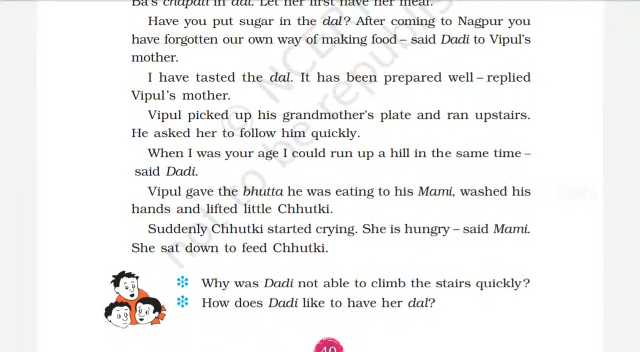 Ba's chapati in dal. Let her first have her meal.
Have you put sugar in the dal? After coming to Nagpur you
have forgotten our own way of making food – said Dadi to Vipul's
mother.
I have tasted the dal. It has been prepared well – replied
Vipul's mother.
Vipul picked up his grandmother's plate and ran upstairs.
He asked her to follow him quickly.
When I was your age I could run up a hill in the same time –
said Dadi.
Vipul gave the bhutta he was eating to his Mami, washed his
hands and lifted little Chhutki.
Suddenly Chhutki started crying. She is hungry – said Mami.
She sat down to feed Chhutki.
Why was Dadi not able to climb the stairs quickly?
How does Dadi like to have her dal?
© NCERT
not to be republis